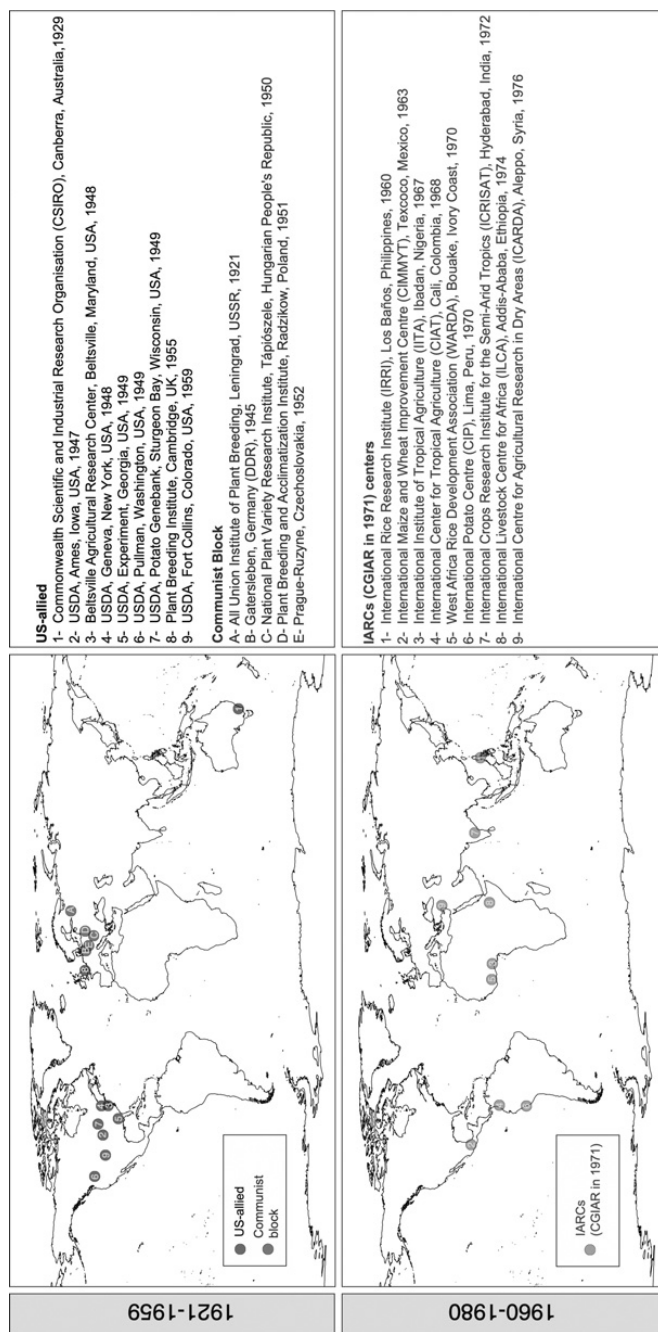 1921-1959
US-allied
Communist
block
US-allied
1- Commonwealth Scientific and Industrial Research Organisation (CSIRO), Canberra, Australia,1929
2- USDA, Ames, Iowa, USA, 1947
3- Beltsville Agricultural Research Center, Beltsville, Maryland, USA, 1948
4- USDA, Geneva, New York, USA, 1948
5- USDA, Experiment, Georgia, USA, 1949
6- USDA, Pullman, Washington, USA, 1949
7- USDA, Potato Genebank, Sturgeon Bay, Wisconsin, USA, 1949
8- Plant Breeding Institute, Cambridge, UK, 1955
9- USDA, Fort Collins, Colorado, USA, 1959
Communist Block
A- All Union Institute of Plant Breeding, Leningrad, USSR, 1921
B- Gatersleben, Germany (DDR), 1945
C- National Plant Variety Research Institute, Tápiószele, Hungarian People's Republic, 1950
D- Plant Breeding and Acclimatization Institute, Radzikow, Poland, 1951
E- Prague-Ruzyne, Czechoslovakia, 1952
1960-1980
IARCs
(CGIAR in 1971)
IARCs (CGIAR in 1971) centers
1- International Rice Research Institute (IRRI), Los Baños, Philippines, 1960
2- International Maize and Wheat Improvement Centre (CIMMYT), Texcoco, Mexico, 1963
3- International Institute of Tropical Agriculture (IITA), Ibadan, Nigeria, 1967
4- International Center for Tropical Agriculture (CIAT), Cali, Colombia, 1968
5- West Africa Rice Development Association (WARDA), Bouake, Ivory Coast, 1970
6- International Potato Centre (CIP), Lima, Peru, 1970
7- International Crops Research Institute for the Semi-Arid Tropics (ICRISAT), Hyderabad, India, 1972
8- International Livestock Centre for Africa (ILCA), Addis-Ababa, Ethiopia, 1974
9- International Centre for Agricultural Research in Dry Areas (ICARDA), Aleppo, Syria, 1976